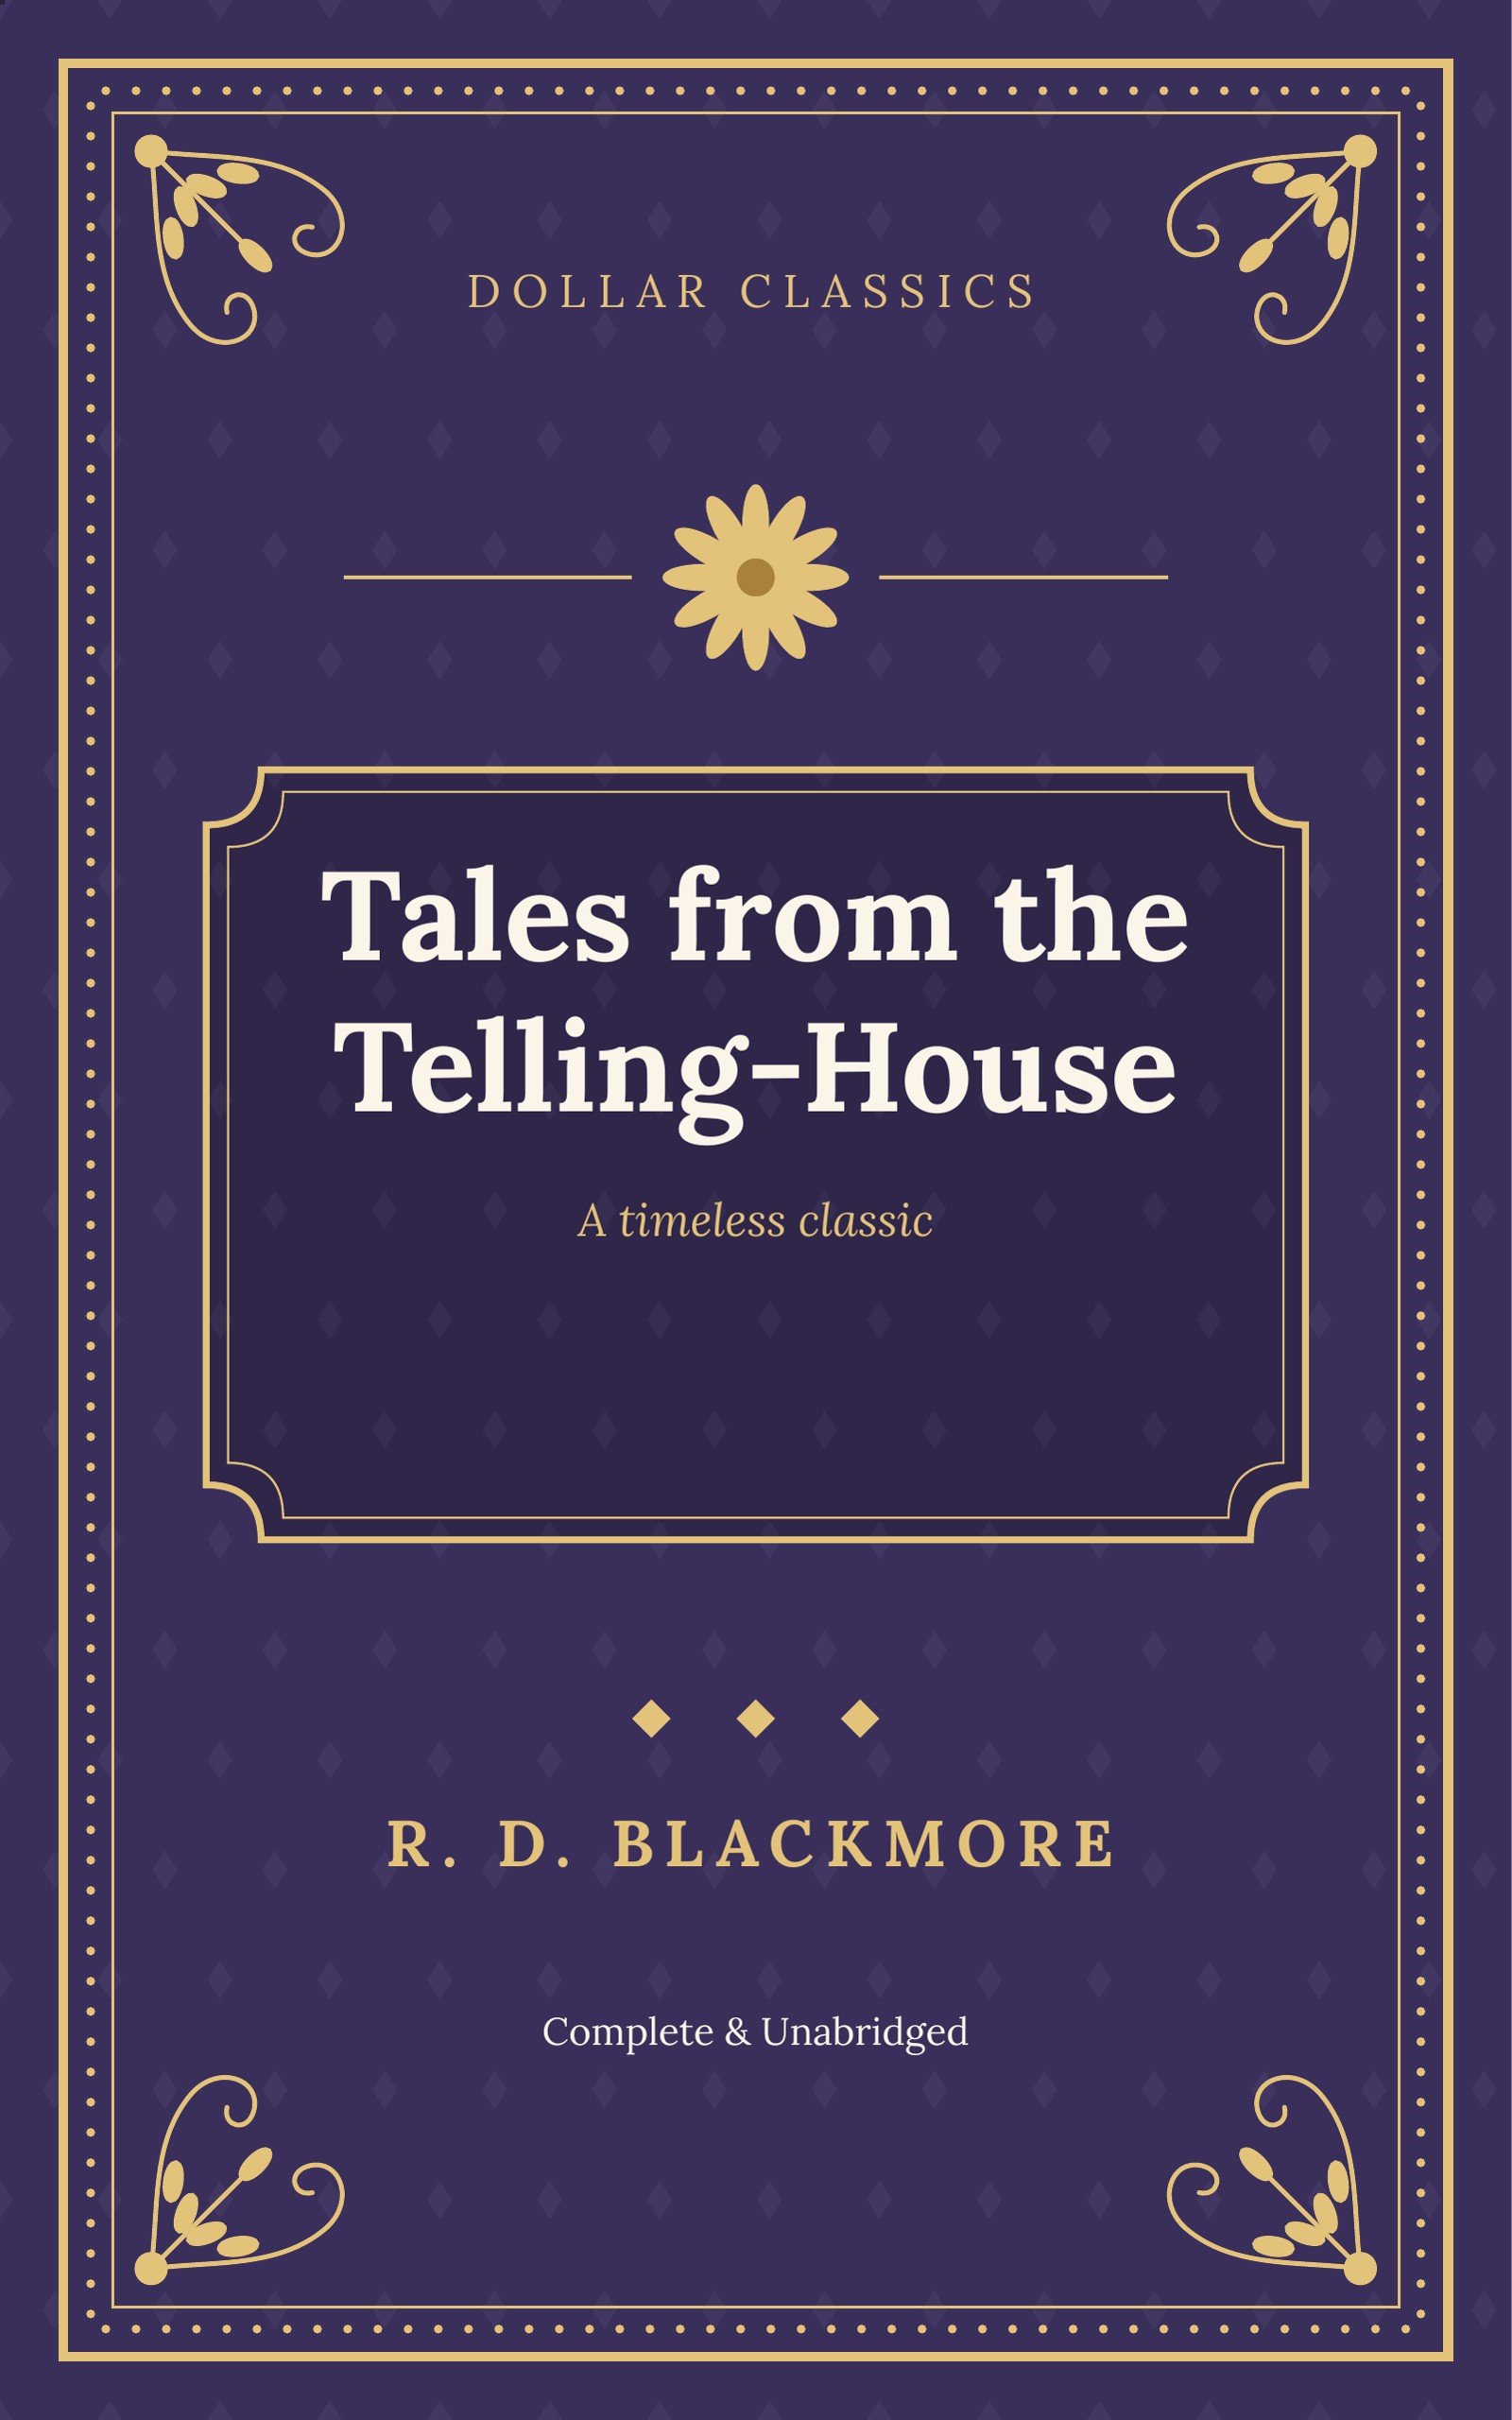 DOLLAR CLASSICS
Tales from the
Telling-House
A timeless classic
R. D. BLACKMORE
Complete & Unabridged